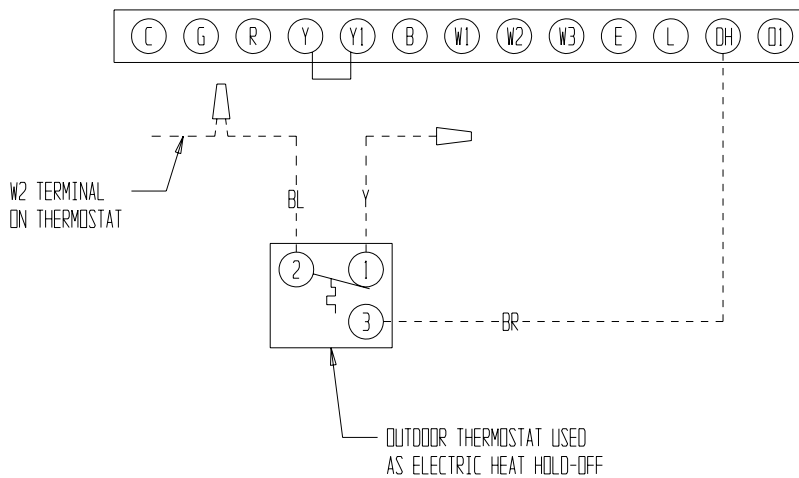 C G R Y Y1 B W1 W2 W3 E L DH O1
W2 TERMINAL
ON THERMOSTAT
BL
Y
2
1
3
BR
OUTDOOR THERMOSTAT USED
AS ELECTRIC HEAT HOLD-OFF